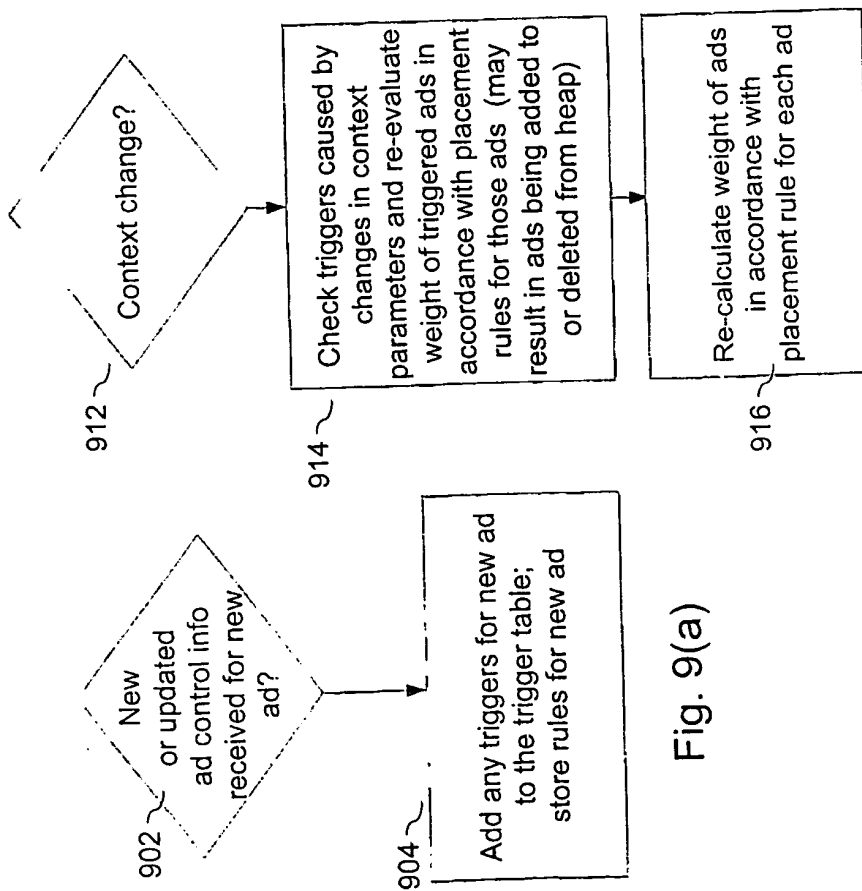 902
New
or updated
ad control info
received for new
ad?
904
Add any triggers for new ad
to the trigger table;
store rules for new ad
912
Context change?
914
Check triggers caused by
changes in context
parameters and re-evaluate
weight of triggered ads in
accordance with placement
rules for those ads (may
result in ads being added to
or deleted from heap)
916
Re-calculate weight of ads
in accordance with
placement rule for each ad
Fig. 9(a)